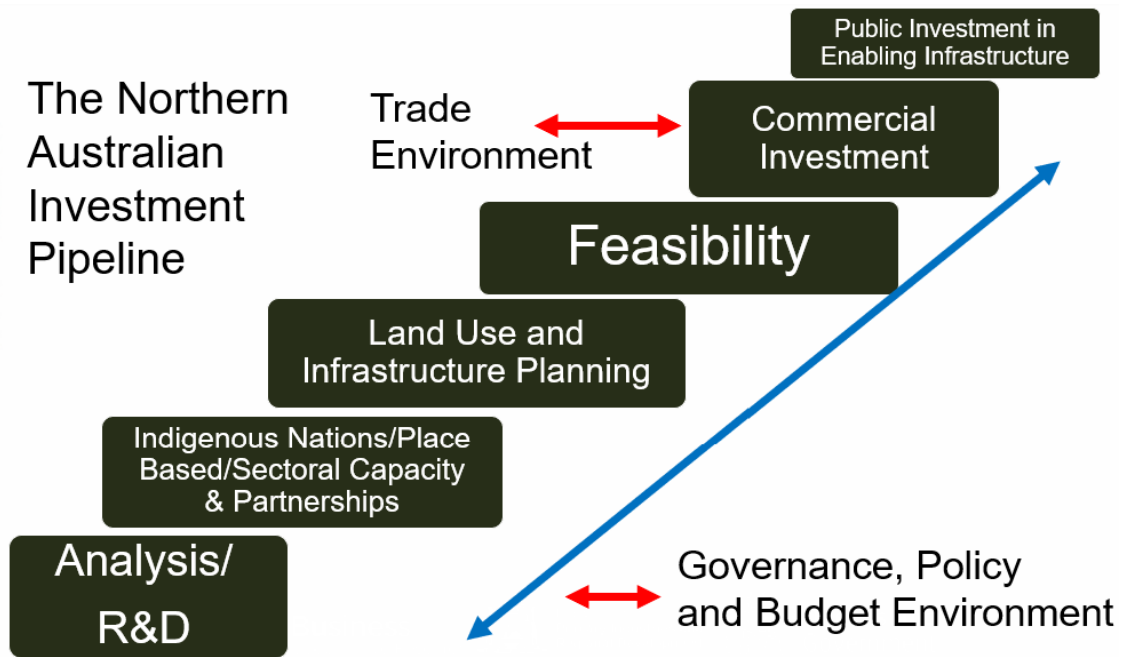 The Northern
Australian
Investment
Pipeline
Public Investment in
Enabling Infrastructure
Trade
Environment
Commercial
Investment
Feasibility
Land Use and
Infrastructure Planning
Indigenous Nations/Place
Based/Sectoral Capacity
& Partnerships
Analysis/
R&D
Governance, Policy
and Budget Environment